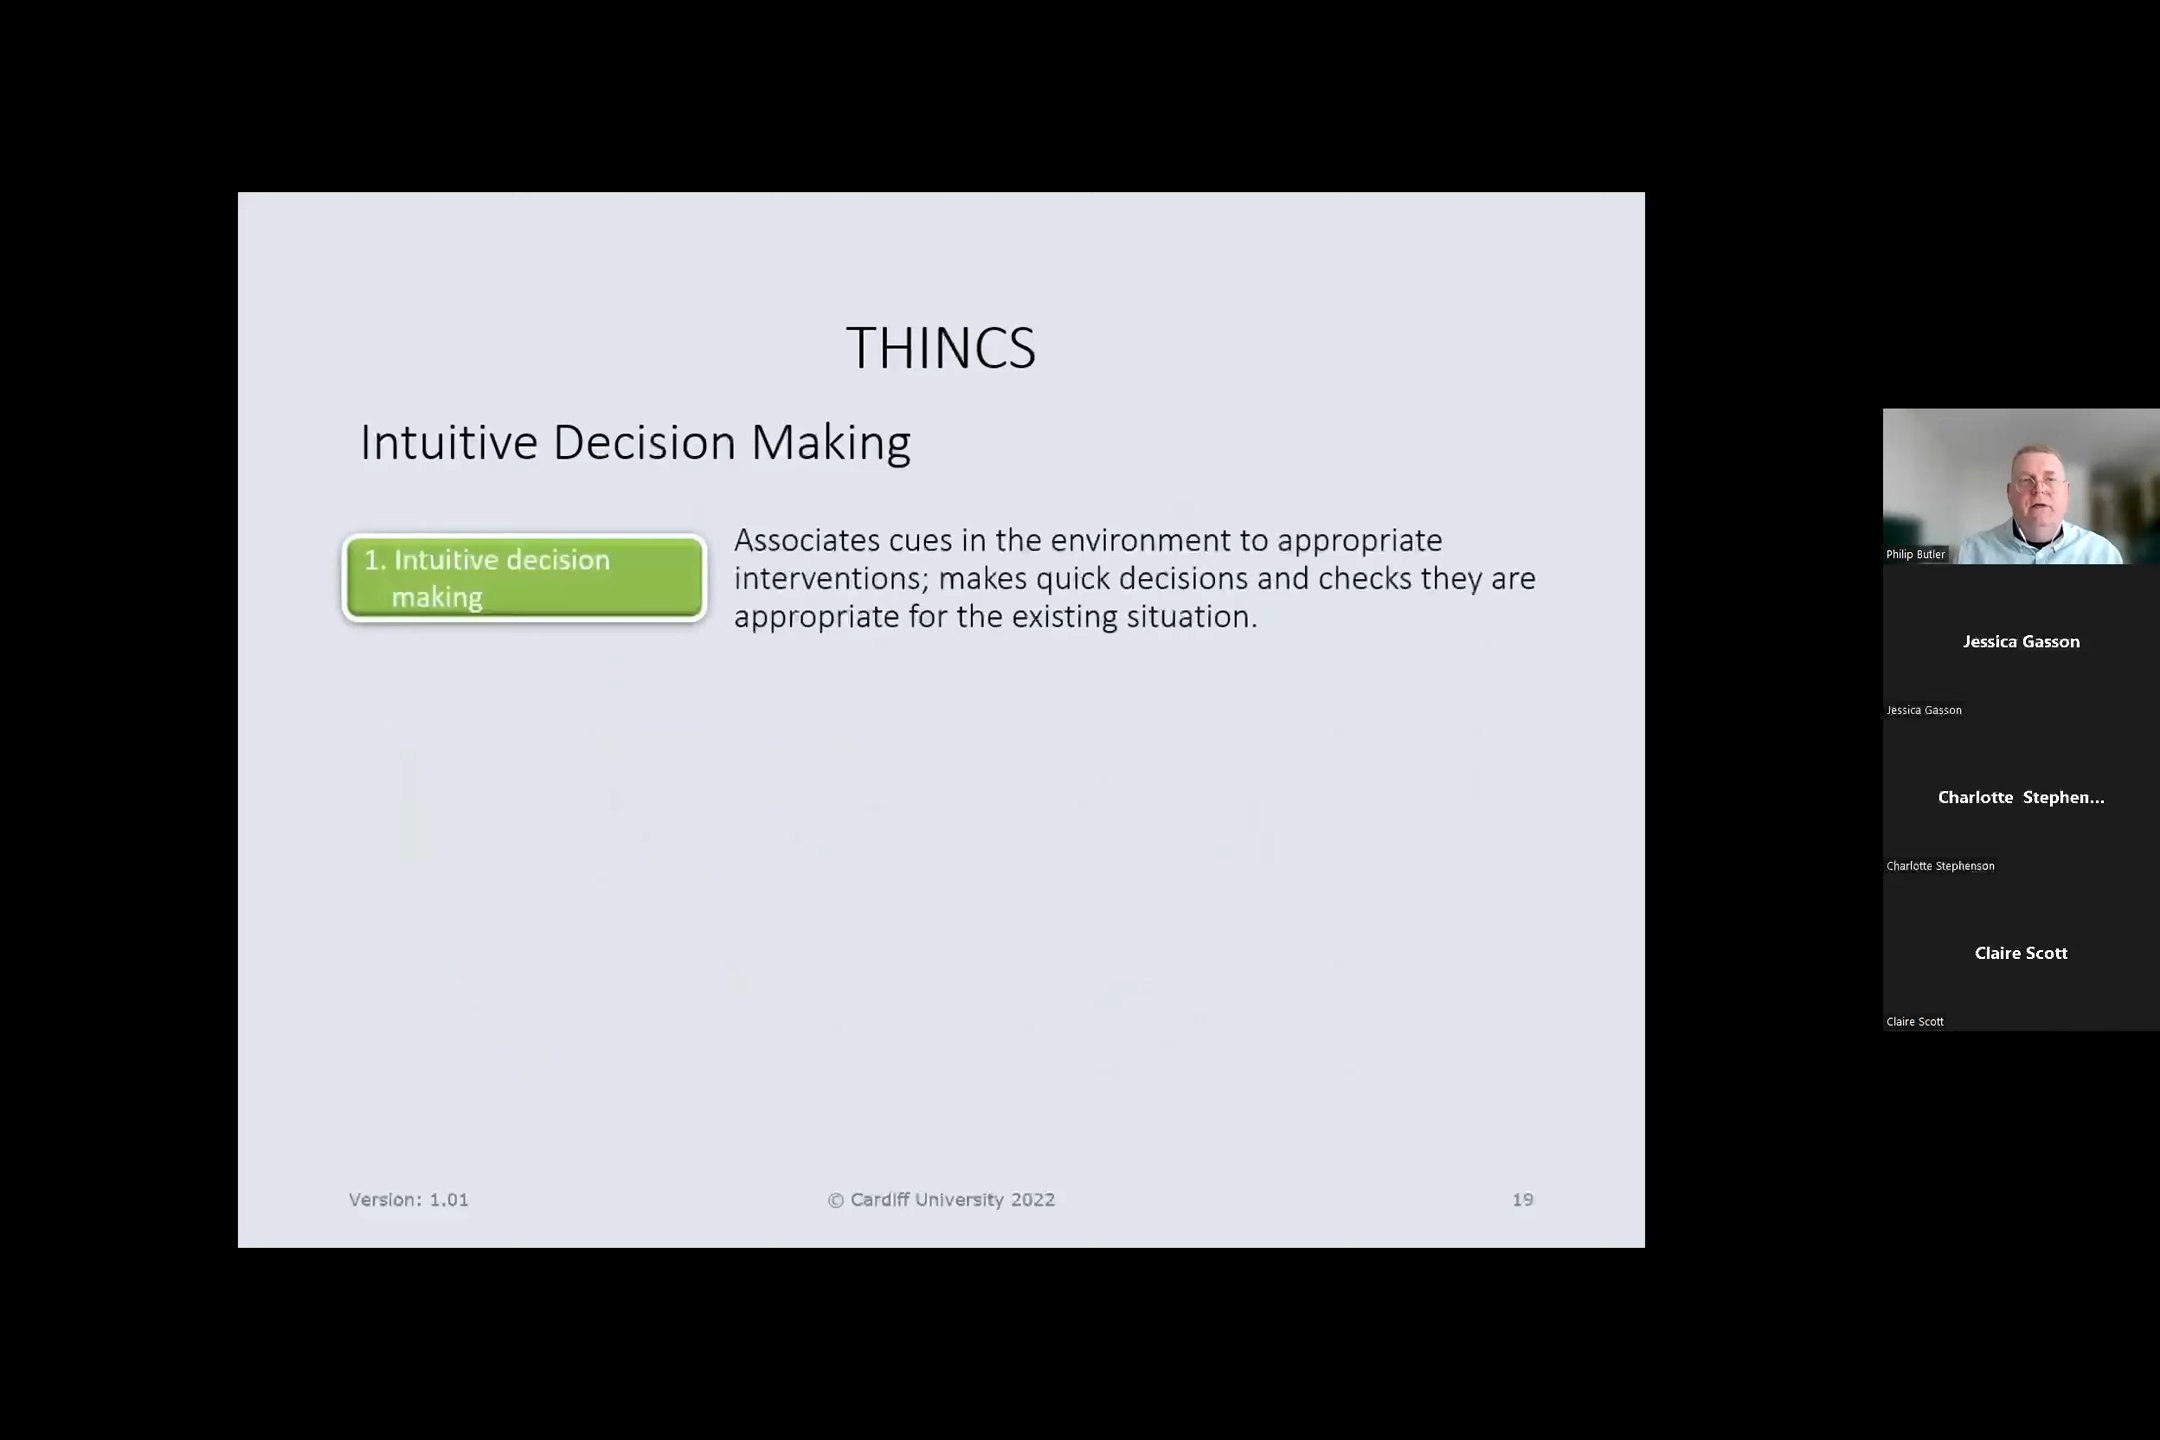 THINCS
Intuitive Decision Making
1. Intuitive decision
making
Associates cues in the environment to appropriate
interventions; makes quick decisions and checks they are
appropriate for the existing situation.
Version: 1.01
© Cardiff University 2022
19
Philip Butler
Jessica Gasson
Jessica Gasson
Charlotte Stephen...
Charlotte Stephenson
Claire Scott
Claire Scott